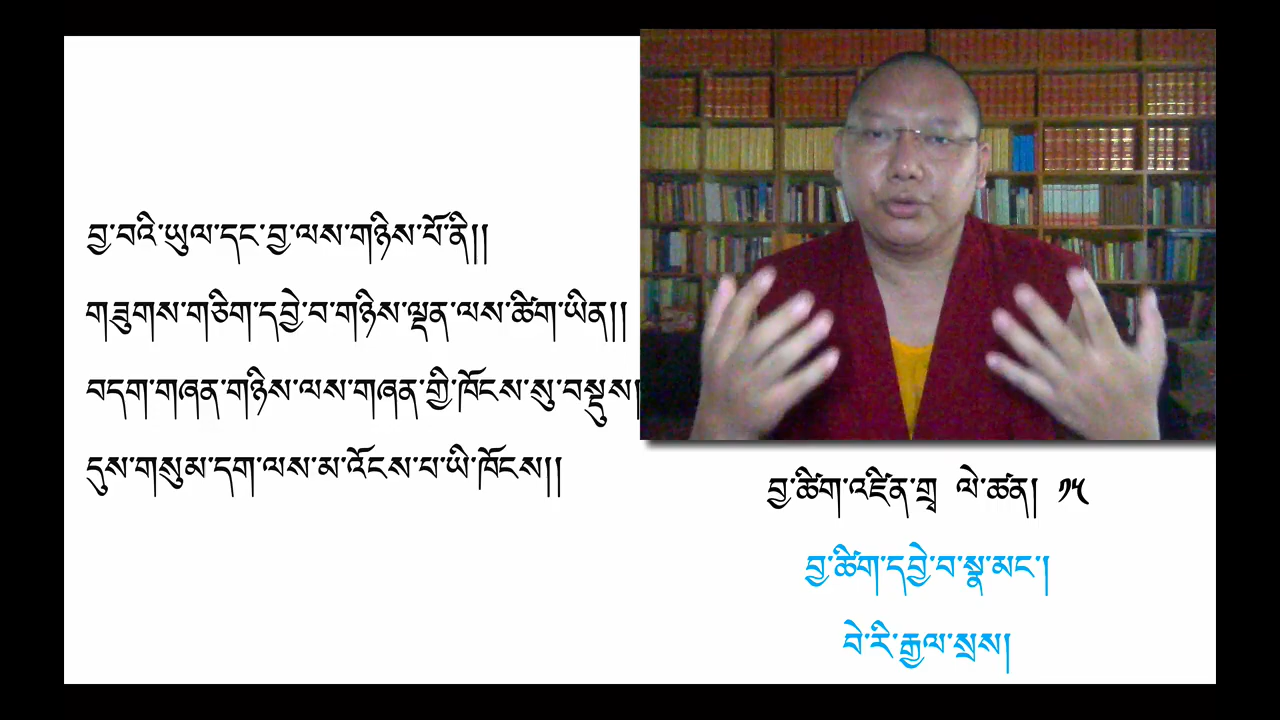 བྱ་བའི་ཡུལ་དང་བྱ་ལས་གཉིས་པོ་ནི།།
གཟུགས་གཅིག་དབྱེ་བ་གཉིས་ལྡན་ལས་ཚིག་ཡིན།།
བདག་གཞན་གཉིས་ལས་གཞན་གྱི་ཁོངས་སུ་བསྡུས།
དུས་གསུམ་དག་ལས་མ་འོངས་པ་ཡི་ཁོངས།།
བྱ་ཚིག་འཛིན་གྲྭ ལེ་ཚན། ༡༥
བྱ་ཚིག་དབྱེ་བ་སྣ་མང་།
བེ་རི་རྒྱལ་སྲས།